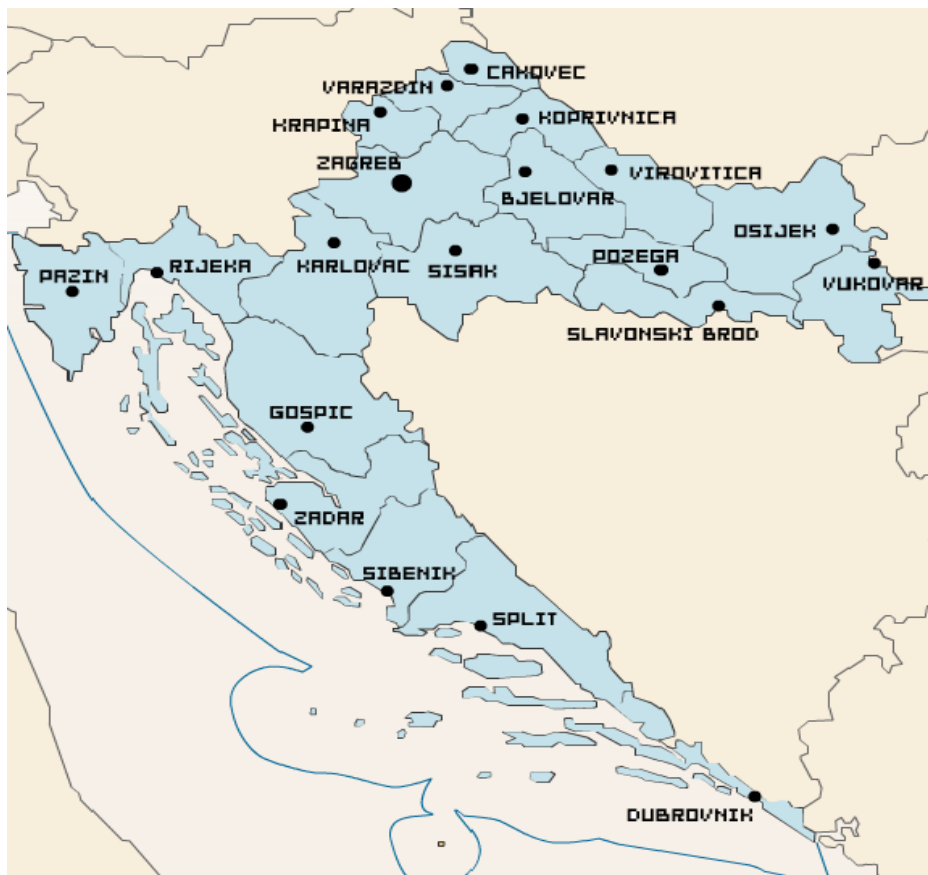 CAKOVEC
VARAZDIN
KOPRIVNICA
KRAPINA
ZAGREB
VIROVITICA
BJELOVAR
OSIJEK
POZEGA
RIJEKA
KARLOVAC
SISAK
PAZIN
VUKOVAR
SLAVONSKI BROD
GOSPIC
ZADAR
SIBENIK
SPLIT
DUBROVNIK